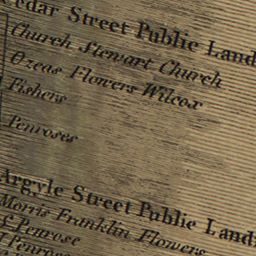 Cedar Street Public Land
Church Stewart Church
Ozeas Flowers Wilcox
Fishers
Penroses
Argyle Street Public Land
Morris Franklin Flowers
Penrose
Penrose